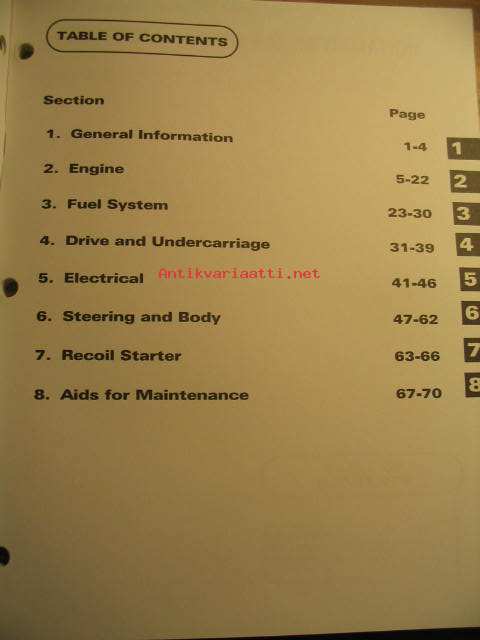 TABLE OF CONTENTS
Section Page
1. General Information 1-4 1
2. Engine 5-22 2
3. Fuel System 23-30 3
4. Drive and Undercarriage 31-39 4
5. Electrical 41-46 5
Antikvariaatti.net
6. Steering and Body 47-62 6
7. Recoil Starter 63-66 7
8. Aids for Maintenance 67-70 8